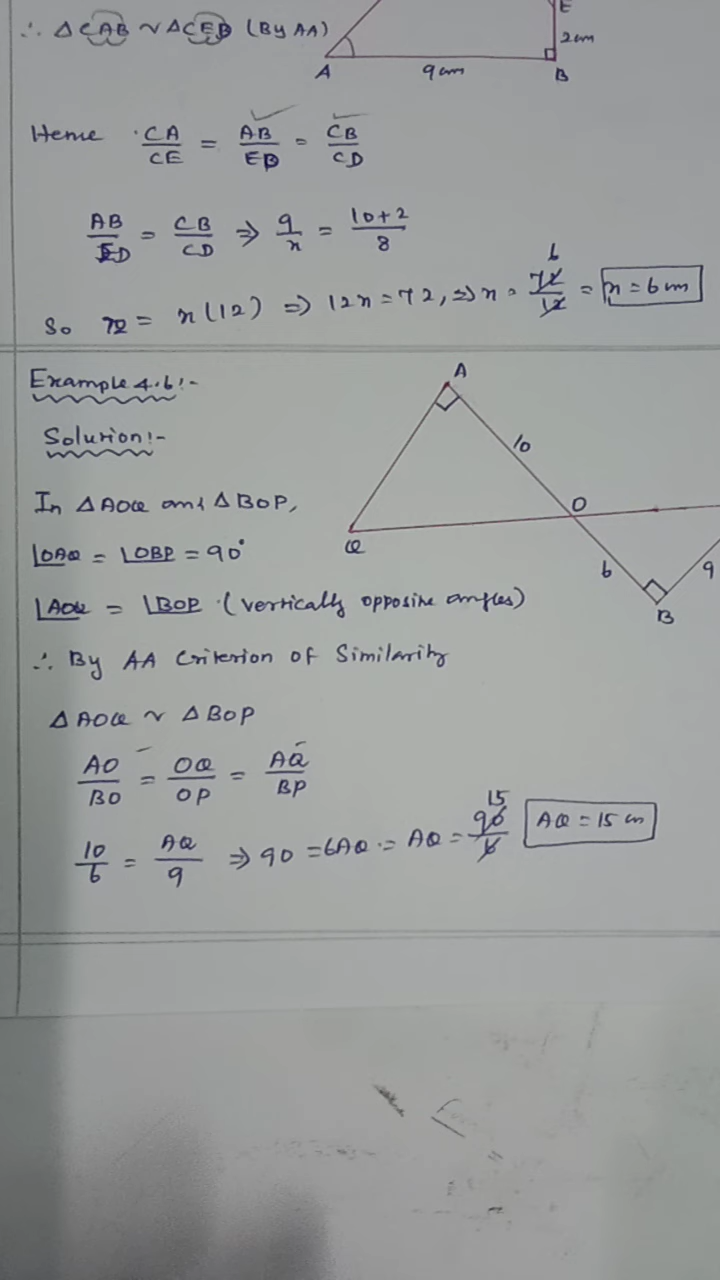 ∴ △CAB ~ △CEB (By AA)
E
2cm
A
9cm
B
Hence CA/CE = AB/ED = CB/CD
AB/ED = CB/CD ⇒ 9/x = 10+2/8
So 72 = x(12) ⇒ 12x = 72, ⇒ x = 72/12 = x = 6cm
6
Example 4.6:-
Solution:-
A
10
O
Q
6
9
B
In △AOQ and △BOP,
∠OAQ = ∠OBP = 90°
∠AOQ = ∠BOP (Vertically opposite angles)
∴ By AA Criterion of Similarity
△AOQ ~ △BOP
AO/BO = OQ/OP = AQ/BP
10/6 = AQ/9 ⇒ 90 = 6AQ = AQ = 90/6 AQ = 15 cm
15